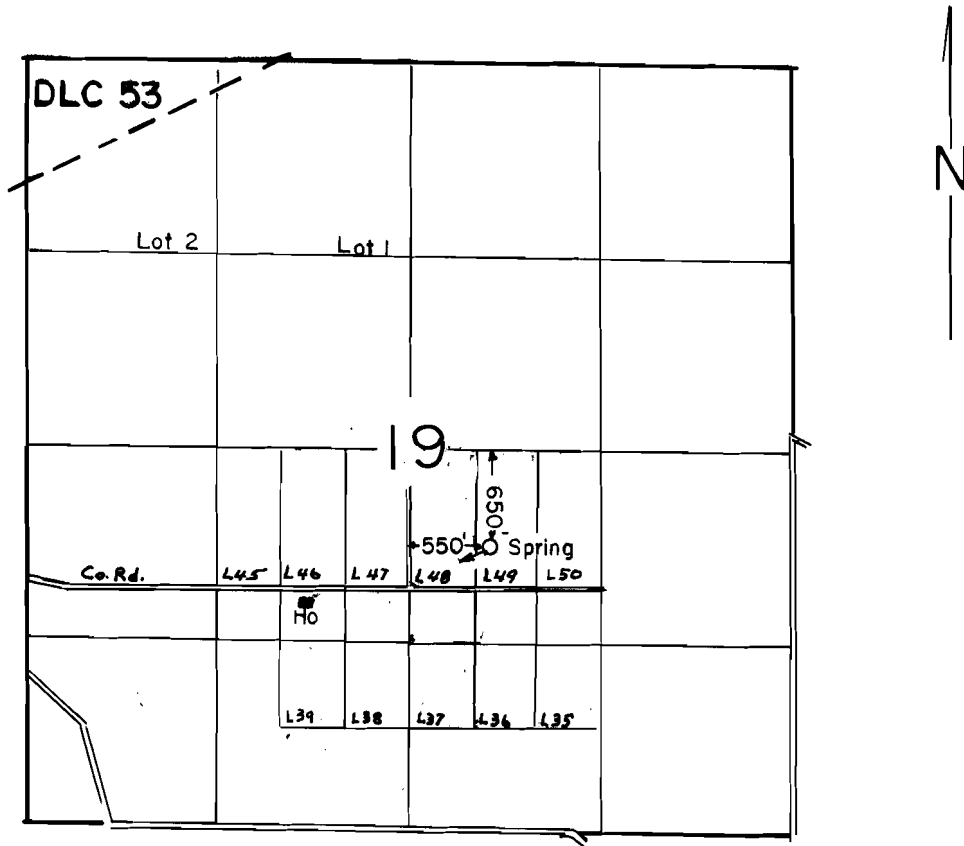 N
DLC 53
Lot 2
Lot 1
19
650'
550'
Spring
Co. Rd.
L45
L46
L47
L48
L49
L50
Ho
L39
L38
L37
L36
L35